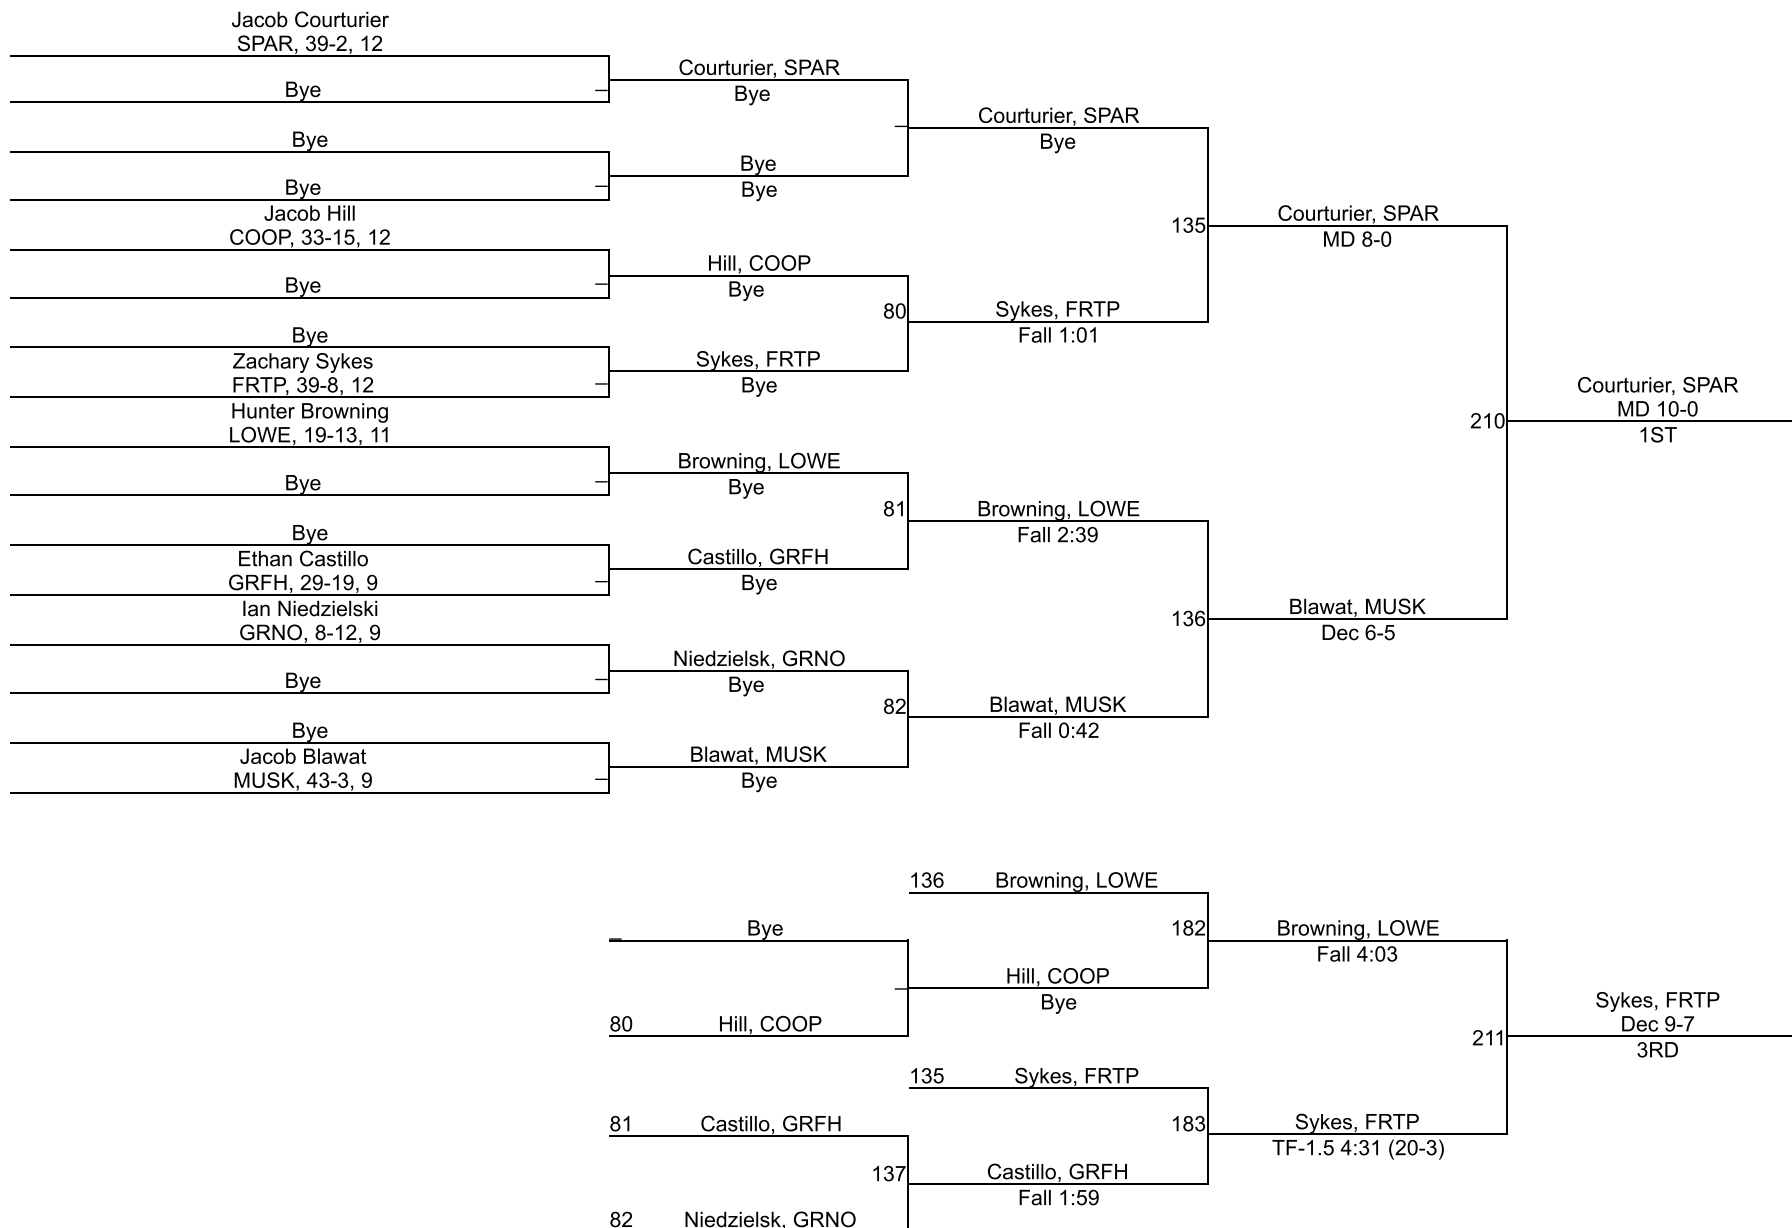 Jacob Courturier
SPAR, 39-2, 12
Bye
Bye
Bye
Jacob Hill
COOP, 33-15, 12
Bye
Bye
Zachary Sykes
FRTP, 39-8, 12
Hunter Browning
LOWE, 19-13, 11
Bye
Bye
Ethan Castillo
GRFH, 29-19, 9
Ian Niedzielski
GRNO, 8-12, 9
Bye
Bye
Jacob Blawat
MUSK, 43-3, 9
Courturier, SPAR
Bye
Bye
Bye
Hill, COOP
Bye
80
Sykes, FRTP
Bye
Browning, LOWE
Bye
81
Castillo, GRFH
Bye
Niedzielsk, GRNO
Bye
82
Blawat, MUSK
Bye
Courturier, SPAR
Bye
135
Sykes, FRTP
Fall 1:01
Browning, LOWE
Fall 2:39
136
Blawat, MUSK
Fall 0:42
Courturier, SPAR
MD 8-0
210
Blawat, MUSK
Dec 6-5
Courturier, SPAR
MD 10-0
1ST
136 Browning, LOWE
Bye
182
Hill, COOP
Bye
80 Hill, COOP
Browning, LOWE
Fall 4:03
135 Sykes, FRTP
81 Castillo, GRFH
183
137
Castillo, GRFH
Fall 1:59
82 Niedzielsk, GRNO
Sykes, FRTP
TF-1.5 4:31 (20-3)
211
Sykes, FRTP
Dec 9-7
3RD